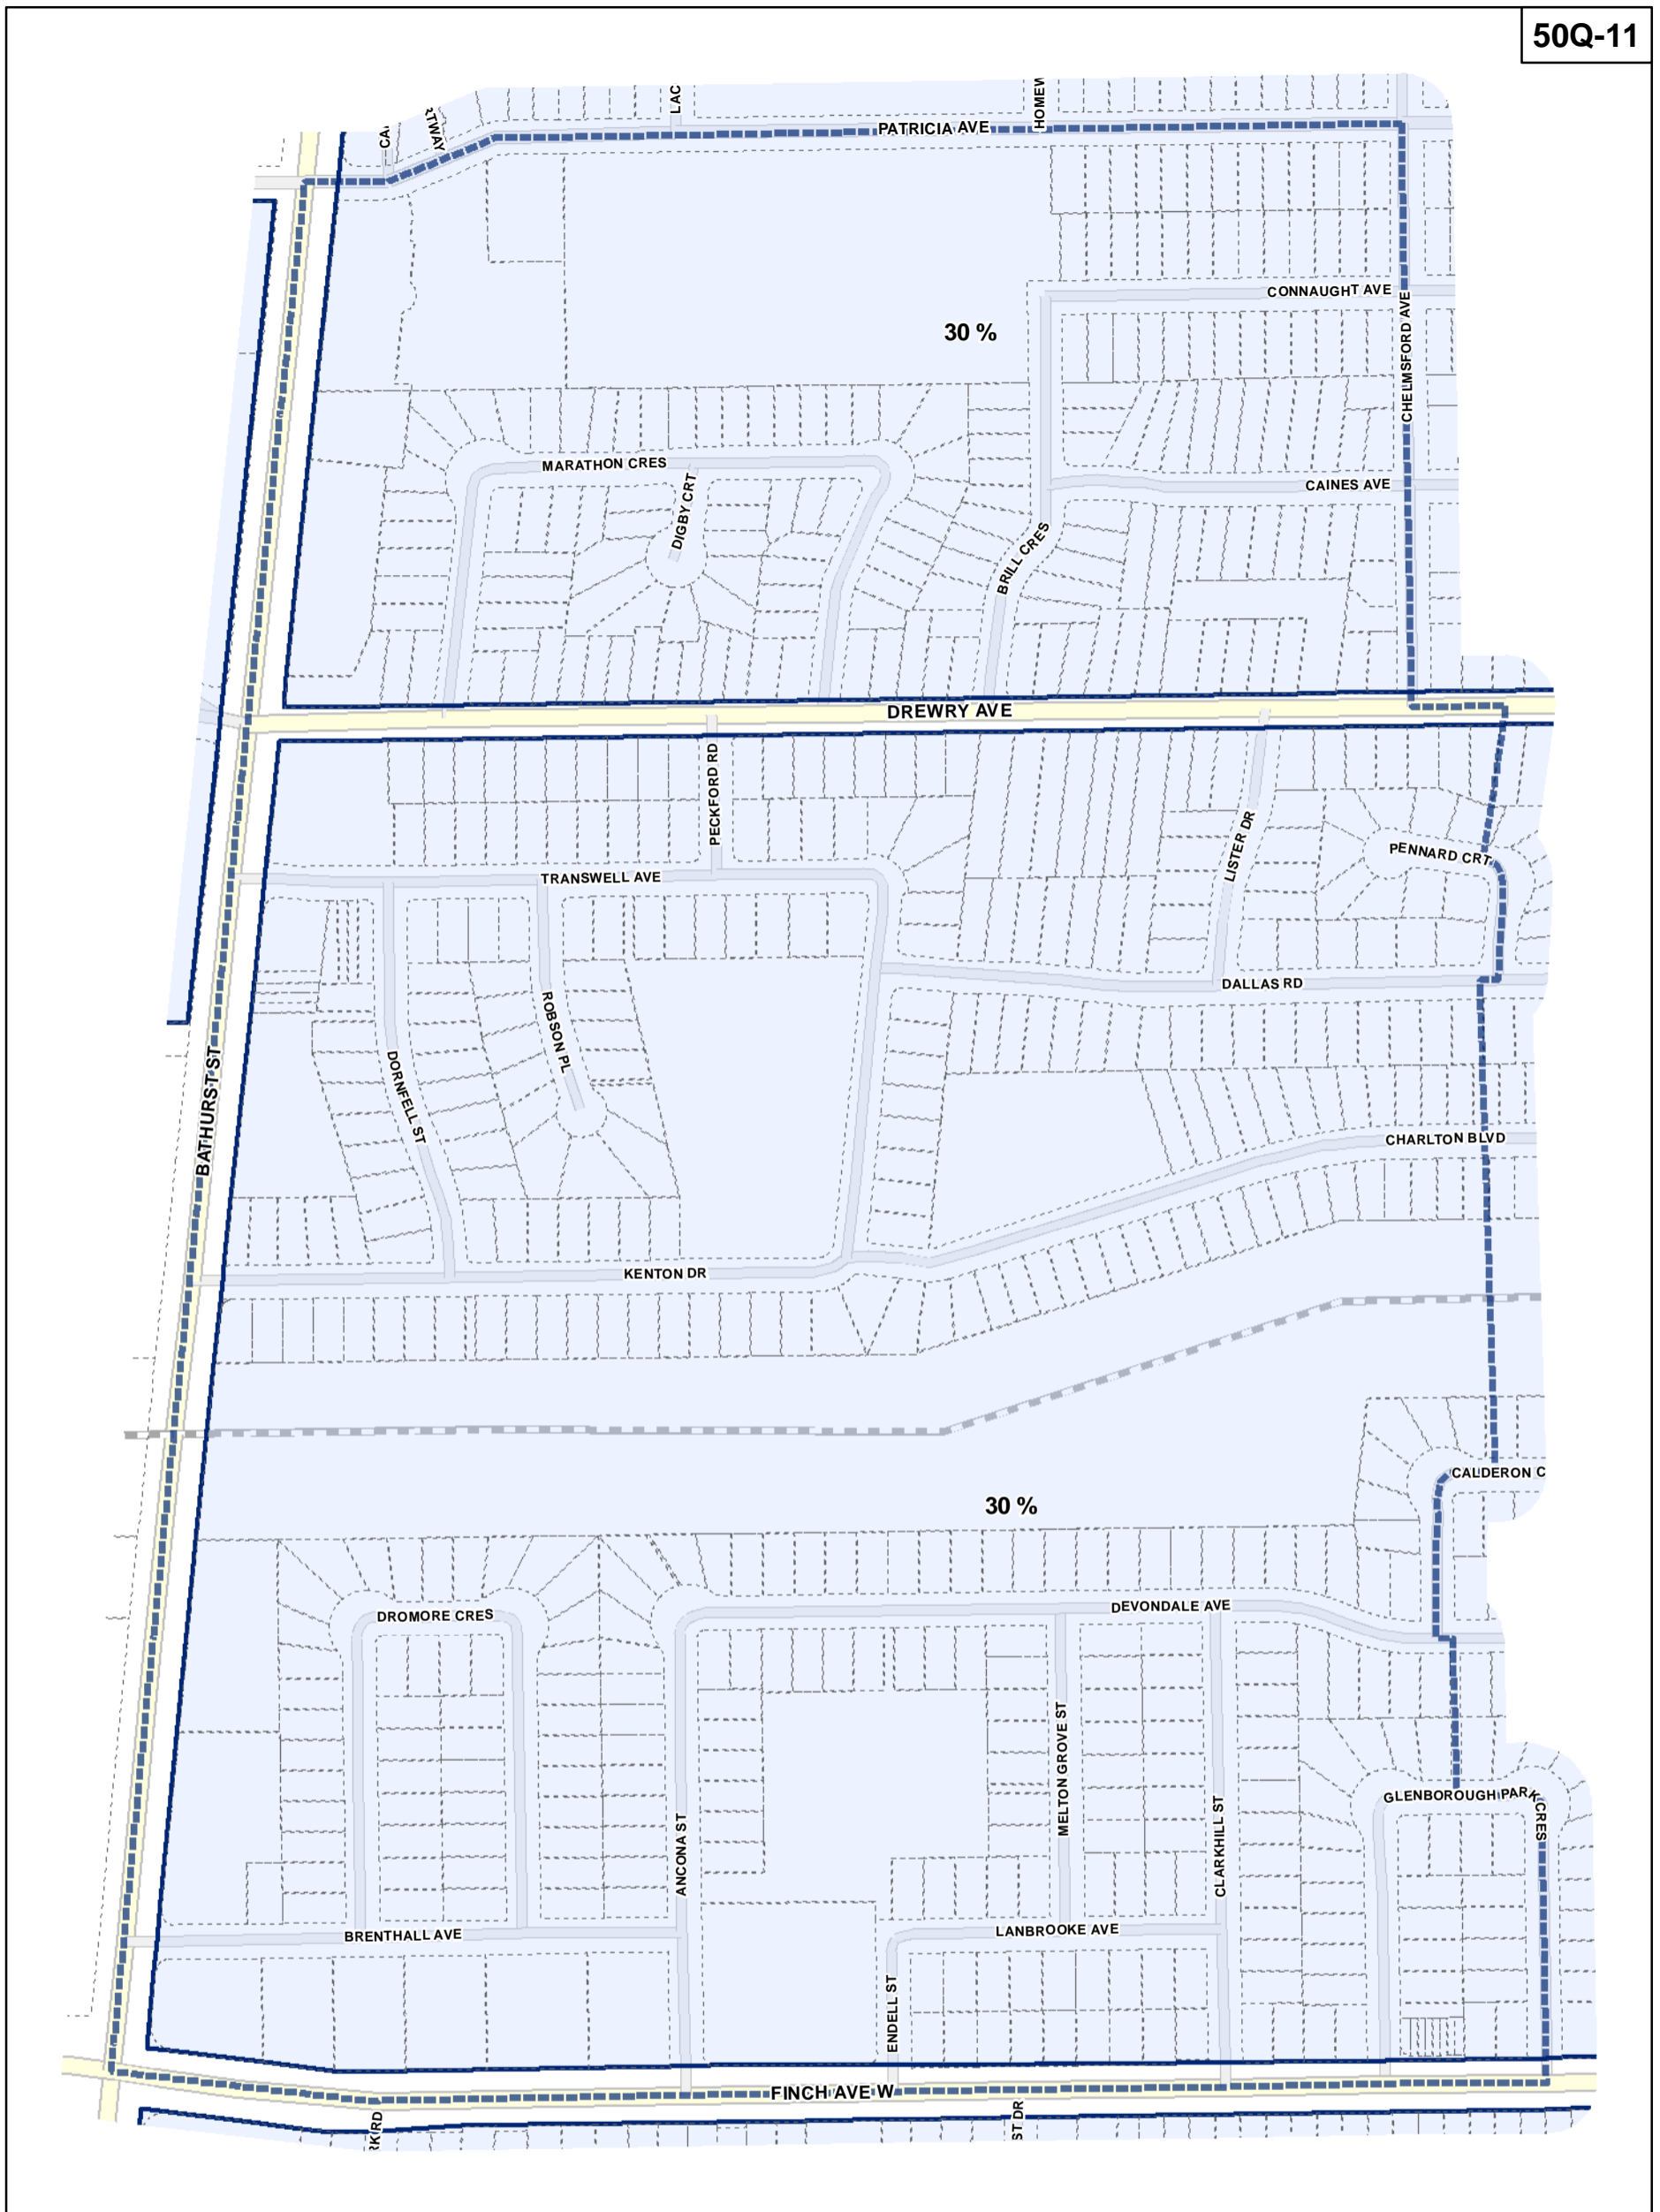 50Q-11
LAC
HOMEW
CA
RTWAY
PATRICIA AVE
CONNAUGHT AVE
30 %
CHELMSFORD AVE
MARATHON CRES
DIGBY CRT
CAINES AVE
BRILL CRES
DREWRY AVE
PECKFORD RD
LISTER DR
PENNARD CRT
TRANSWELL AVE
DALLAS RD
ROBSON PL
DORNFELL ST
BATHURST ST
CHARLTON BLVD
KENTON DR
CALDERON C
30 %
DEVONDALE AVE
DROMORE CRES
MELTON GROVE ST
GLENBOROUGH PARK CRES
ANCONA ST
CLARKHILL ST
LANBROOKE AVE
BRENTHALL AVE
ENDELL ST
FINCH AVE W
RK RD
ST DR